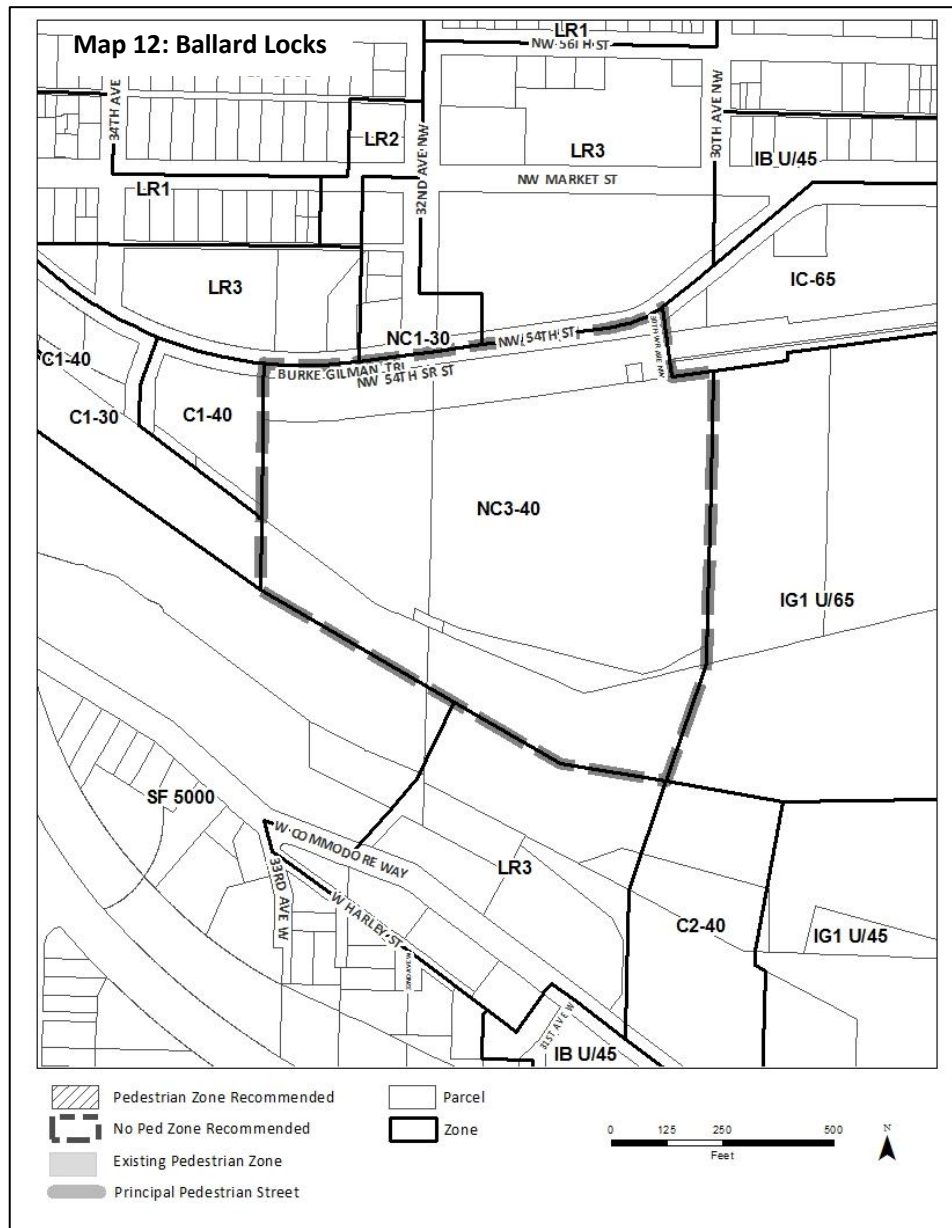 Map 12: Ballard Locks
LR1
NW 56TH ST
34TH AVE
LR2
32ND AVE NW
LR3
30TH AVE NW
IB U/45
LR1
NW MARKET ST
LR3
IC-65
NC1-30
NW 54TH ST
BURKE GILMAN TRL
NW 54TH SR ST
C1-40
C1-30
C1-40
NC3-40
IG1 U/65
SF 5000
W COMMODORE WAY
LR3
33RD AVE W
W HARLEY ST
C2-40
IG1 U/45
31ST AVE W
IB U/45
Pedestrian Zone Recommended
Parcel
No Ped Zone Recommended
Zone
Existing Pedestrian Zone
Principal Pedestrian Street
0 125 250 500
Feet
N